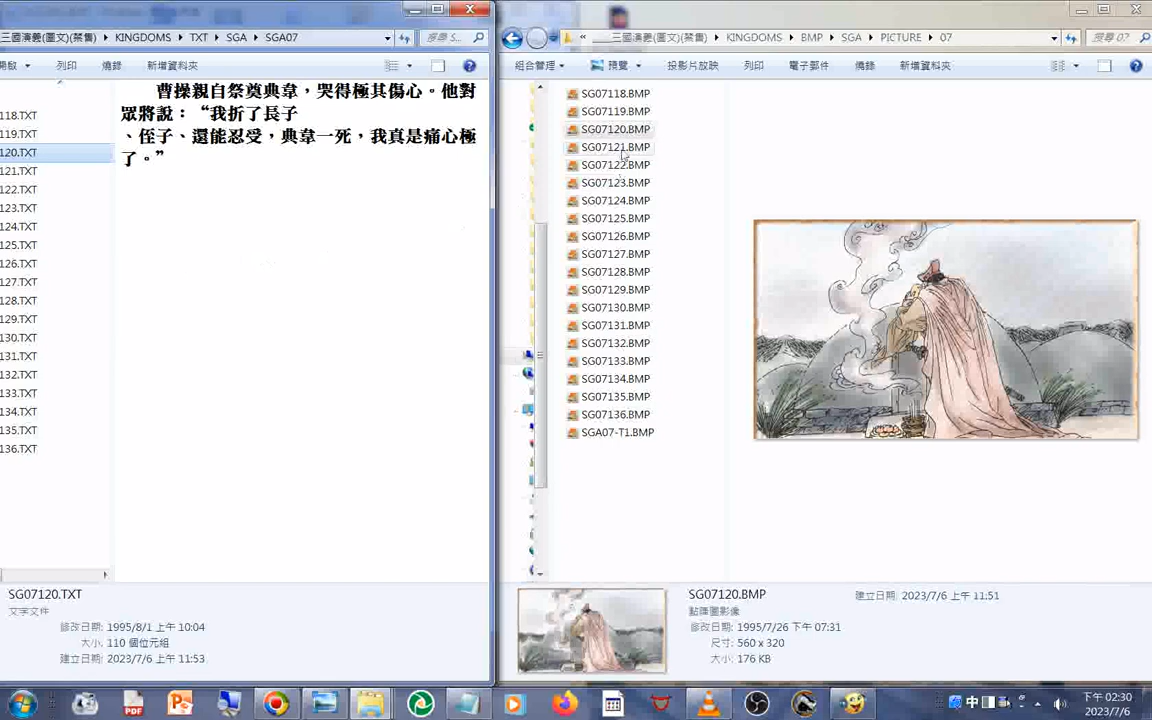 三國演義(圖文)(禁售) ▸ KINGDOMS ▸ TXT ▸ SGA ▸ SGA07
列印
燒錄
新增資料夾
118.TXT
119.TXT
120.TXT
121.TXT
122.TXT
123.TXT
124.TXT
125.TXT
126.TXT
127.TXT
128.TXT
129.TXT
130.TXT
131.TXT
132.TXT
133.TXT
134.TXT
135.TXT
136.TXT
曹操親自祭奠典韋，哭得極其傷心。他對
眾將說：“我折了長子
、侄子、還能忍受，典韋一死，我真是痛心極
了。”
SG07120.TXT
文字文件
修改日期: 1995/8/1 上午 10:04
大小: 110 個位元組
建立日期: 2023/7/6 上午 11:53
« 三國演義(圖文)(禁售) ▸ KINGDOMS ▸ BMP ▸ SGA ▸ PICTURE ▸ 07
搜尋 07
組合管理
預覽
投影片放映
列印
電子郵件
燒錄
新增資料夾
SG07118.BMP
SG07119.BMP
SG07120.BMP
SG07121.BMP
SG07122.BMP
SG07123.BMP
SG07124.BMP
SG07125.BMP
SG07126.BMP
SG07127.BMP
SG07128.BMP
SG07129.BMP
SG07130.BMP
SG07131.BMP
SG07132.BMP
SG07133.BMP
SG07134.BMP
SG07135.BMP
SG07136.BMP
SGA07-T1.BMP
SG07120.BMP
點陣圖影像
修改日期: 1995/7/26 下午 07:31
尺寸: 560 x 320
大小: 176 KB
建立日期: 2023/7/6 上午 11:51
PDF
中
下午 02:30
2023/7/6